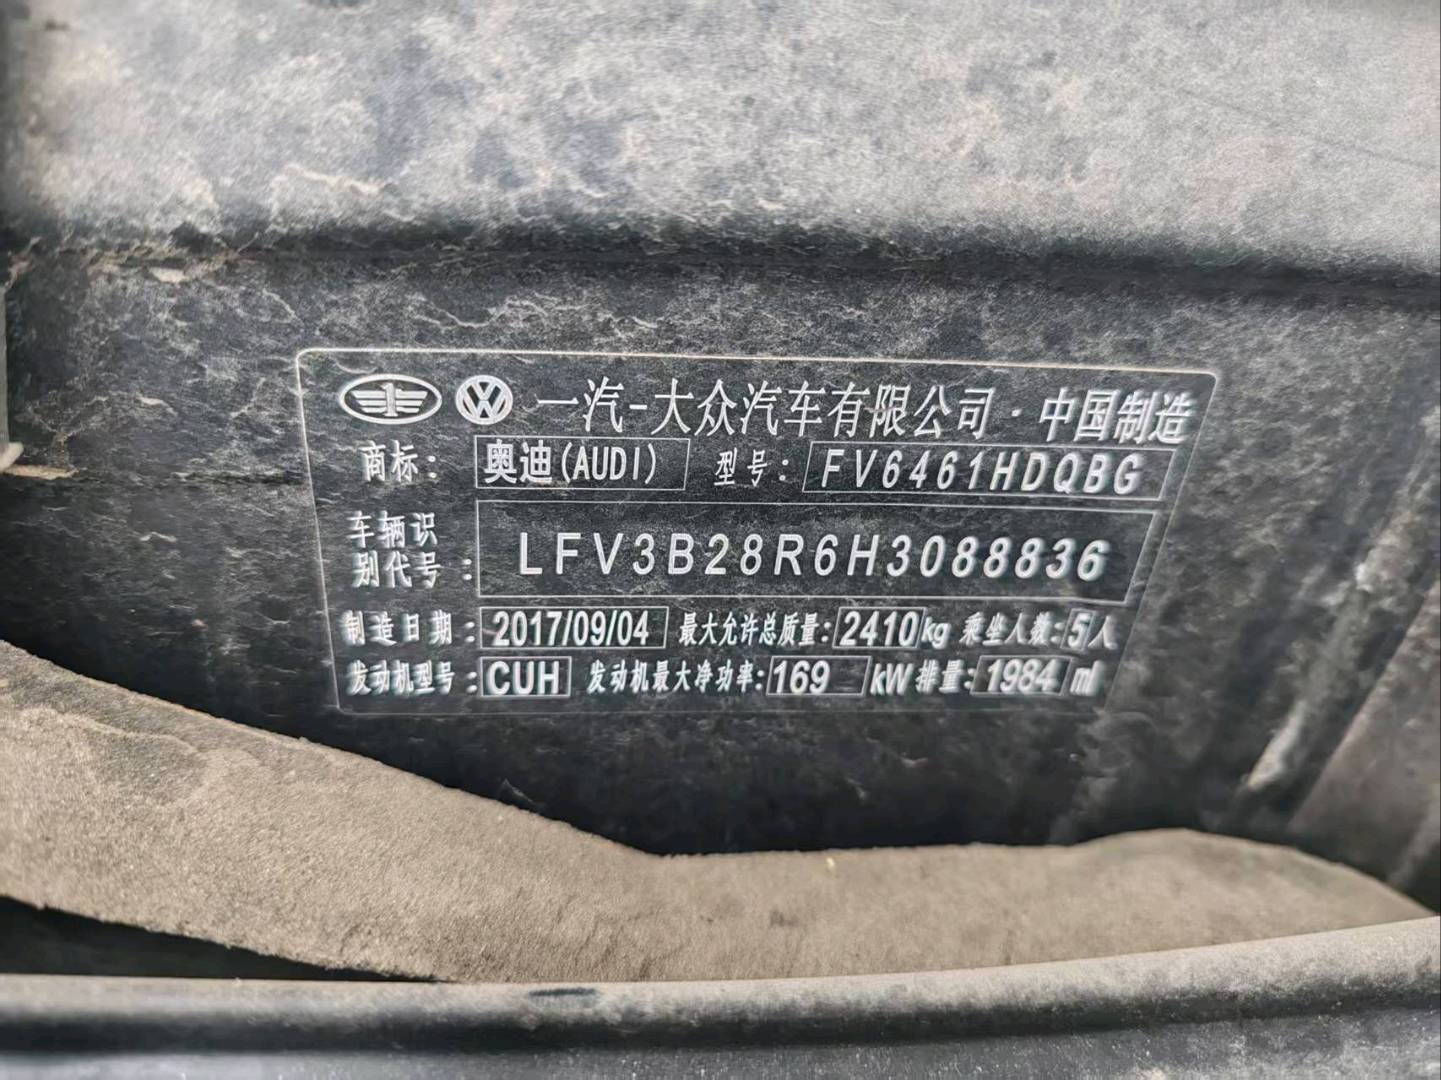 一汽-大众汽车有限公司·中国制造
商标：奥迪(AUDI) 型号：FV6461HDQBG
车辆识
别代号：LFV3B28R6H3088836
制造日期：2017/09/04 最大允许总质量：2410kg 乘坐人数：5人
发动机型号：CUH 发动机最大净功率：169 kW 排量：1984 ml